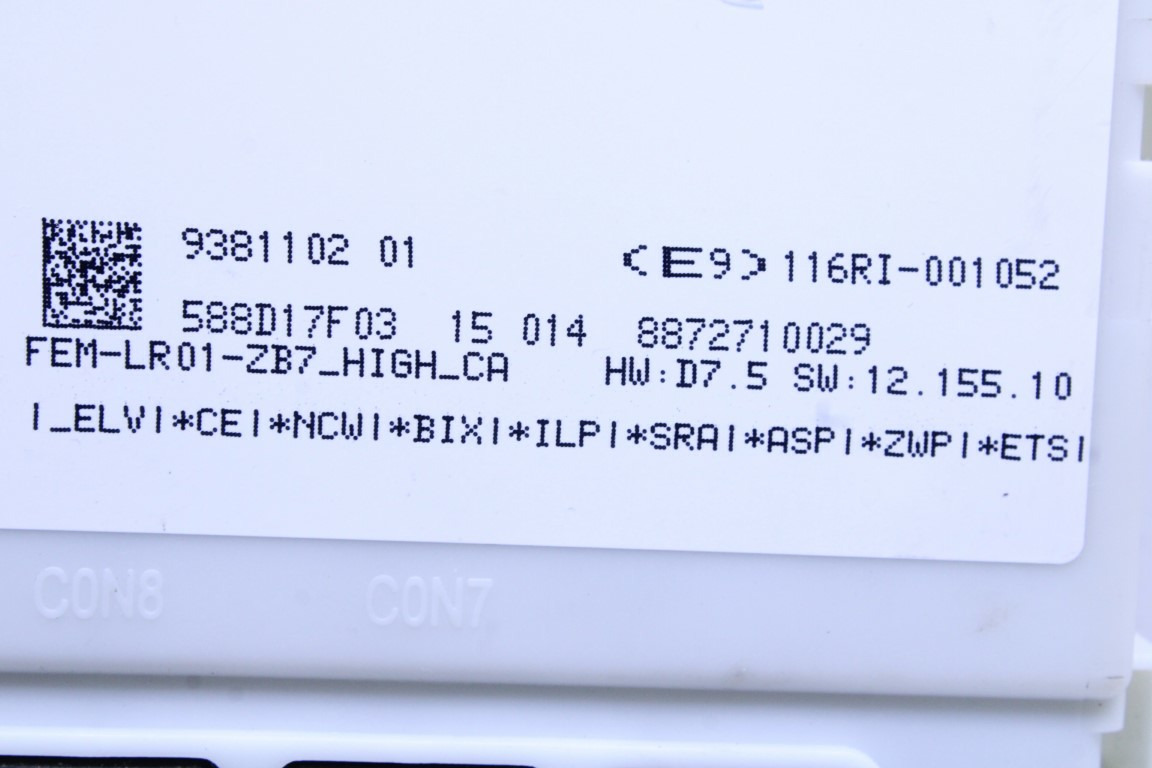 9381102 01 <E9>116RI-001052
588D17F03 15 014 8872710029
FEM-LR01-ZB7_HIGH_CA HW:D7.5 SW:12.155.10
|_ELV|*CE|*NCW|*BIX|*ILP|*SRA|*ASP|*ZWP|*ETS|
CON8 CON7